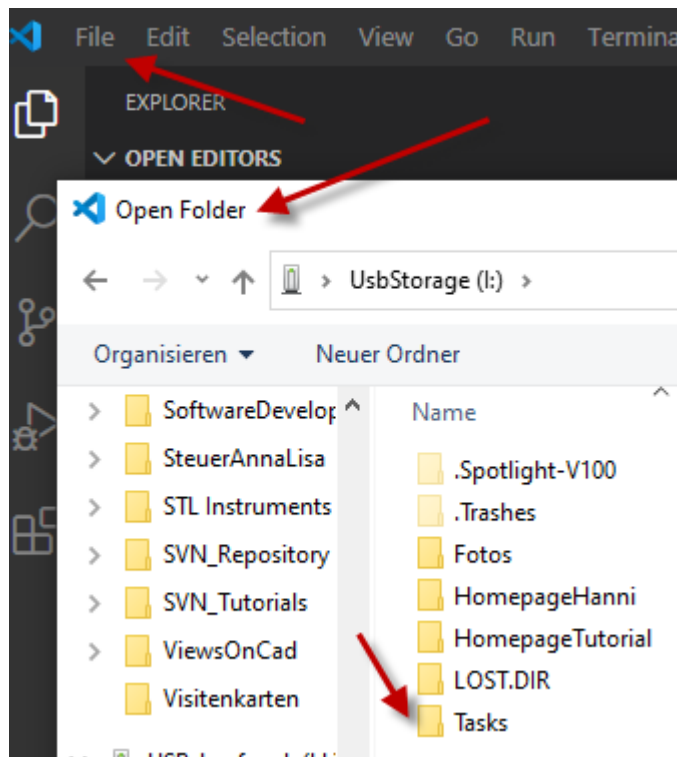 File Edit Selection View Go Run
EXPLORER
OPEN EDITORS
Open Folder
UsbStorage (I:)
Organisieren Neuer Ordner
SteuerAnnaLisa
STL Instruments
SVN_Repository
SVN_Tutorials
ViewsOnCad
Visitenkarten
Name
.Spotlight-V100
.Trashes
Fotos
HomepageHanni
HomepageTutorial
LOST.DIR
Tasks